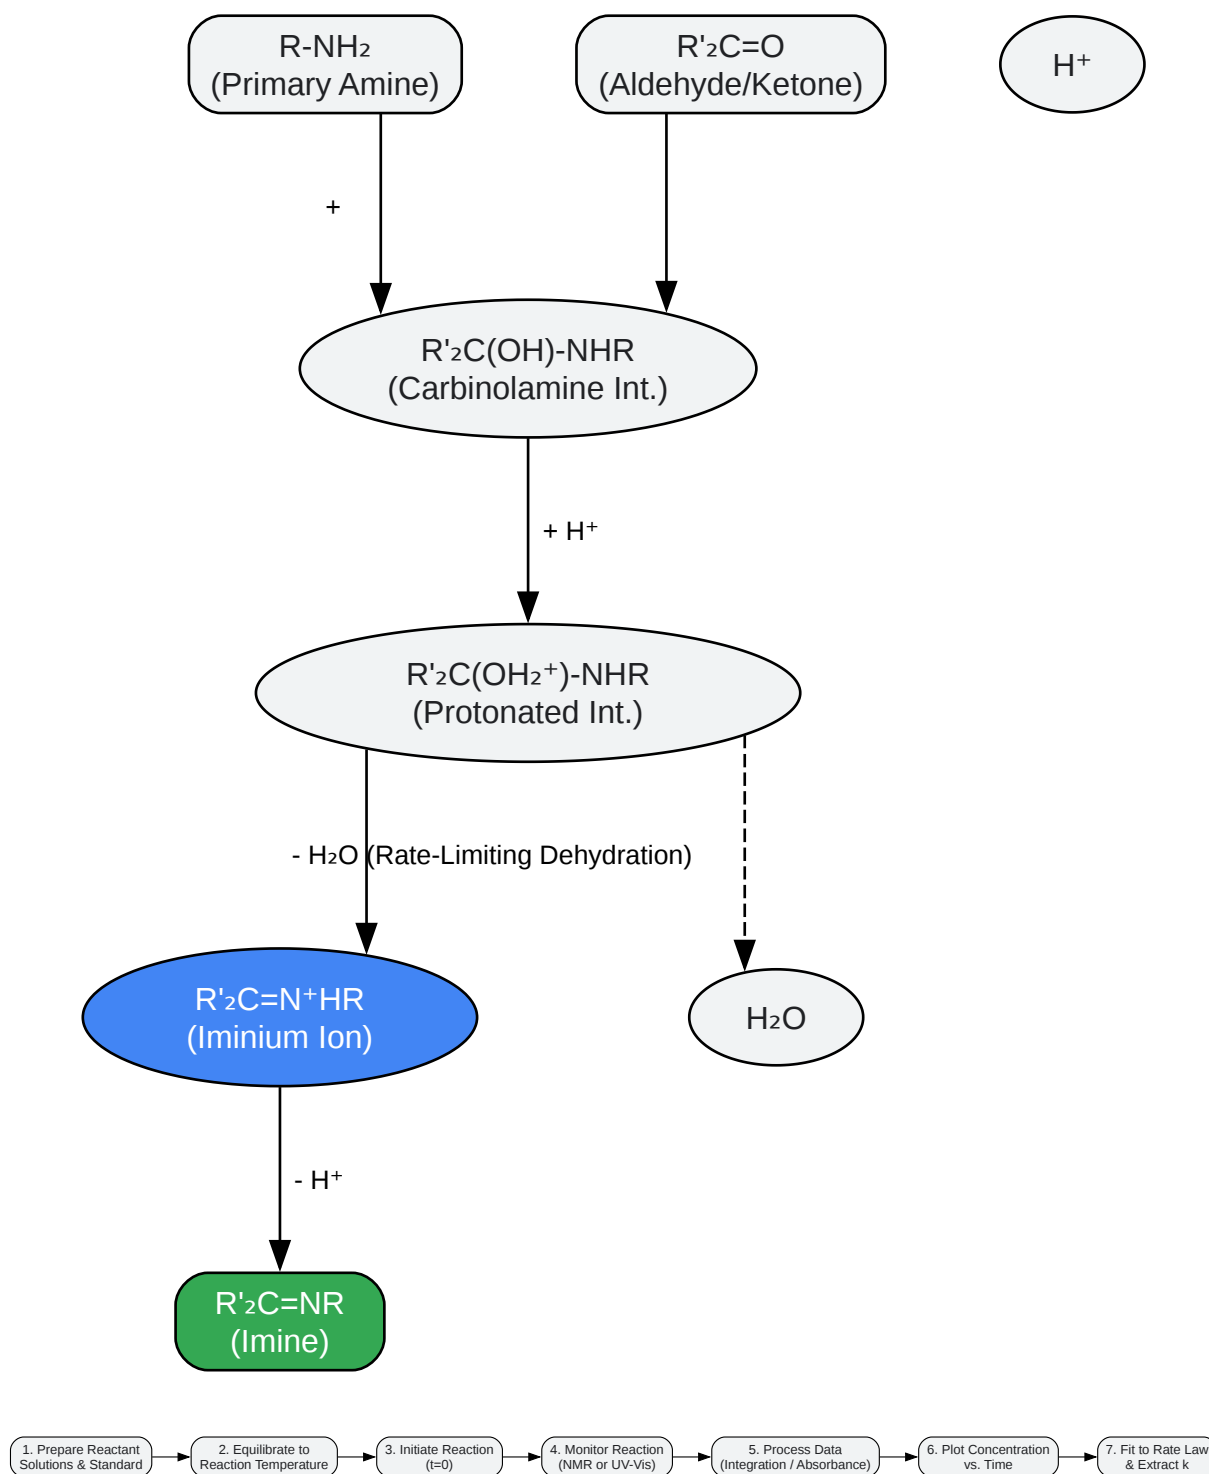 R-NH₂
(Primary Amine)
R'₂C=O
(Aldehyde/Ketone)
H⁺
+
R'₂C(OH)-NHR
(Carbinolamine Int.)
+ H⁺
R'₂C(OH₂⁺)-NHR
(Protonated Int.)
- H₂O (Rate-Limiting Dehydration)
R'₂C=N⁺HR
(Iminium Ion)
H₂O
- H⁺
R'₂C=NR
(Imine)
1. Prepare Reactant
Solutions & Standard
2. Equilibrate to
Reaction Temperature
3. Initiate Reaction
(t=0)
4. Monitor Reaction
(NMR or UV-Vis)
5. Process Data
(Integration / Absorbance)
6. Plot Concentration
vs. Time
7. Fit to Rate Law
& Extract k